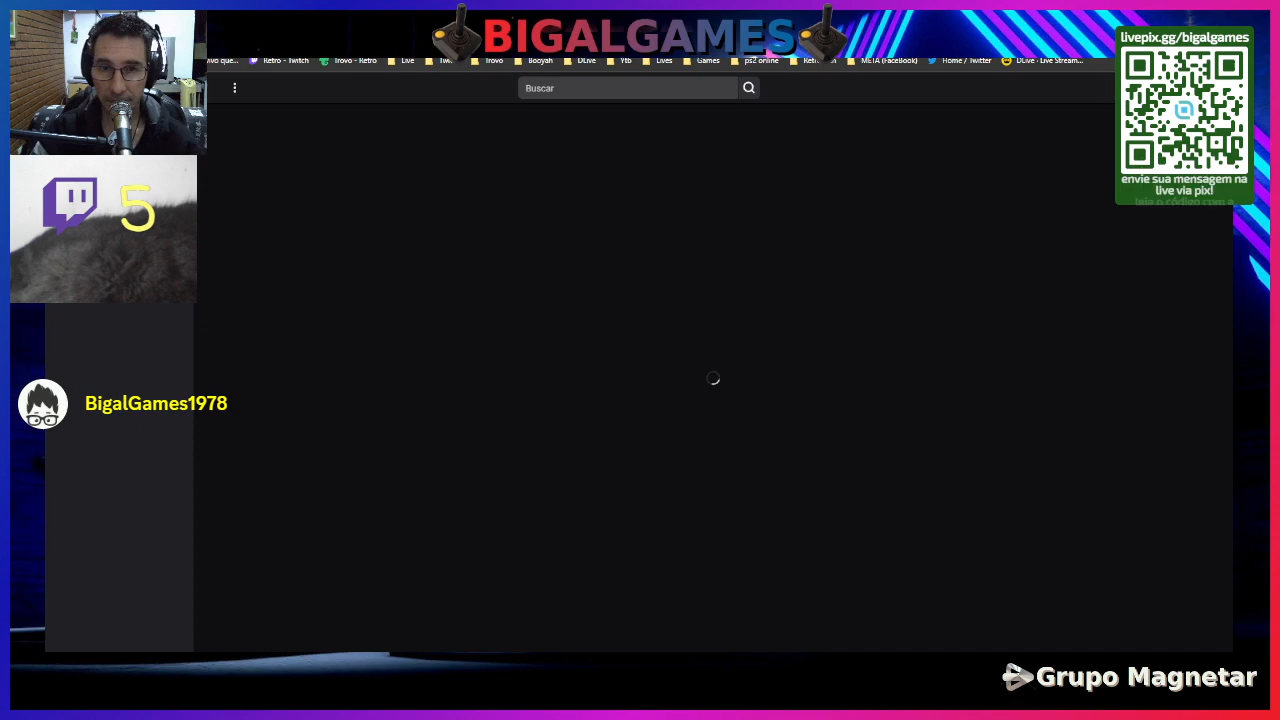 BIGALGAMES
livepix.gg/bigalgames
Retro - Twitch
Trovo - Retro
Live
Trovo
Booyah
DLive
Ytb
Lives
Games
ps2 online
META (FaceBook)
Home / Twitter
DLive · Live Stream...
Buscar
envie sua mensagem na
live via pix!
5
BigalGames1978
Grupo Magnetar